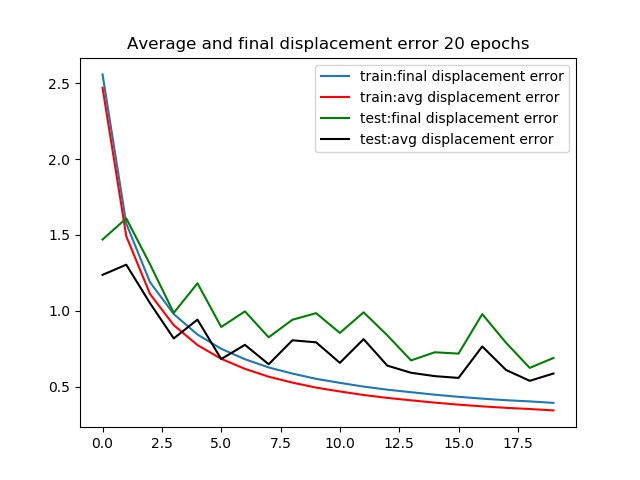 Average and final displacement error 20 epochs
train:final displacement error
train:avg displacement error
test:final displacement error
test:avg displacement error
2.5
2.0
1.5
1.0
0.5
0.0 2.5 5.0 7.5 10.0 12.5 15.0 17.5